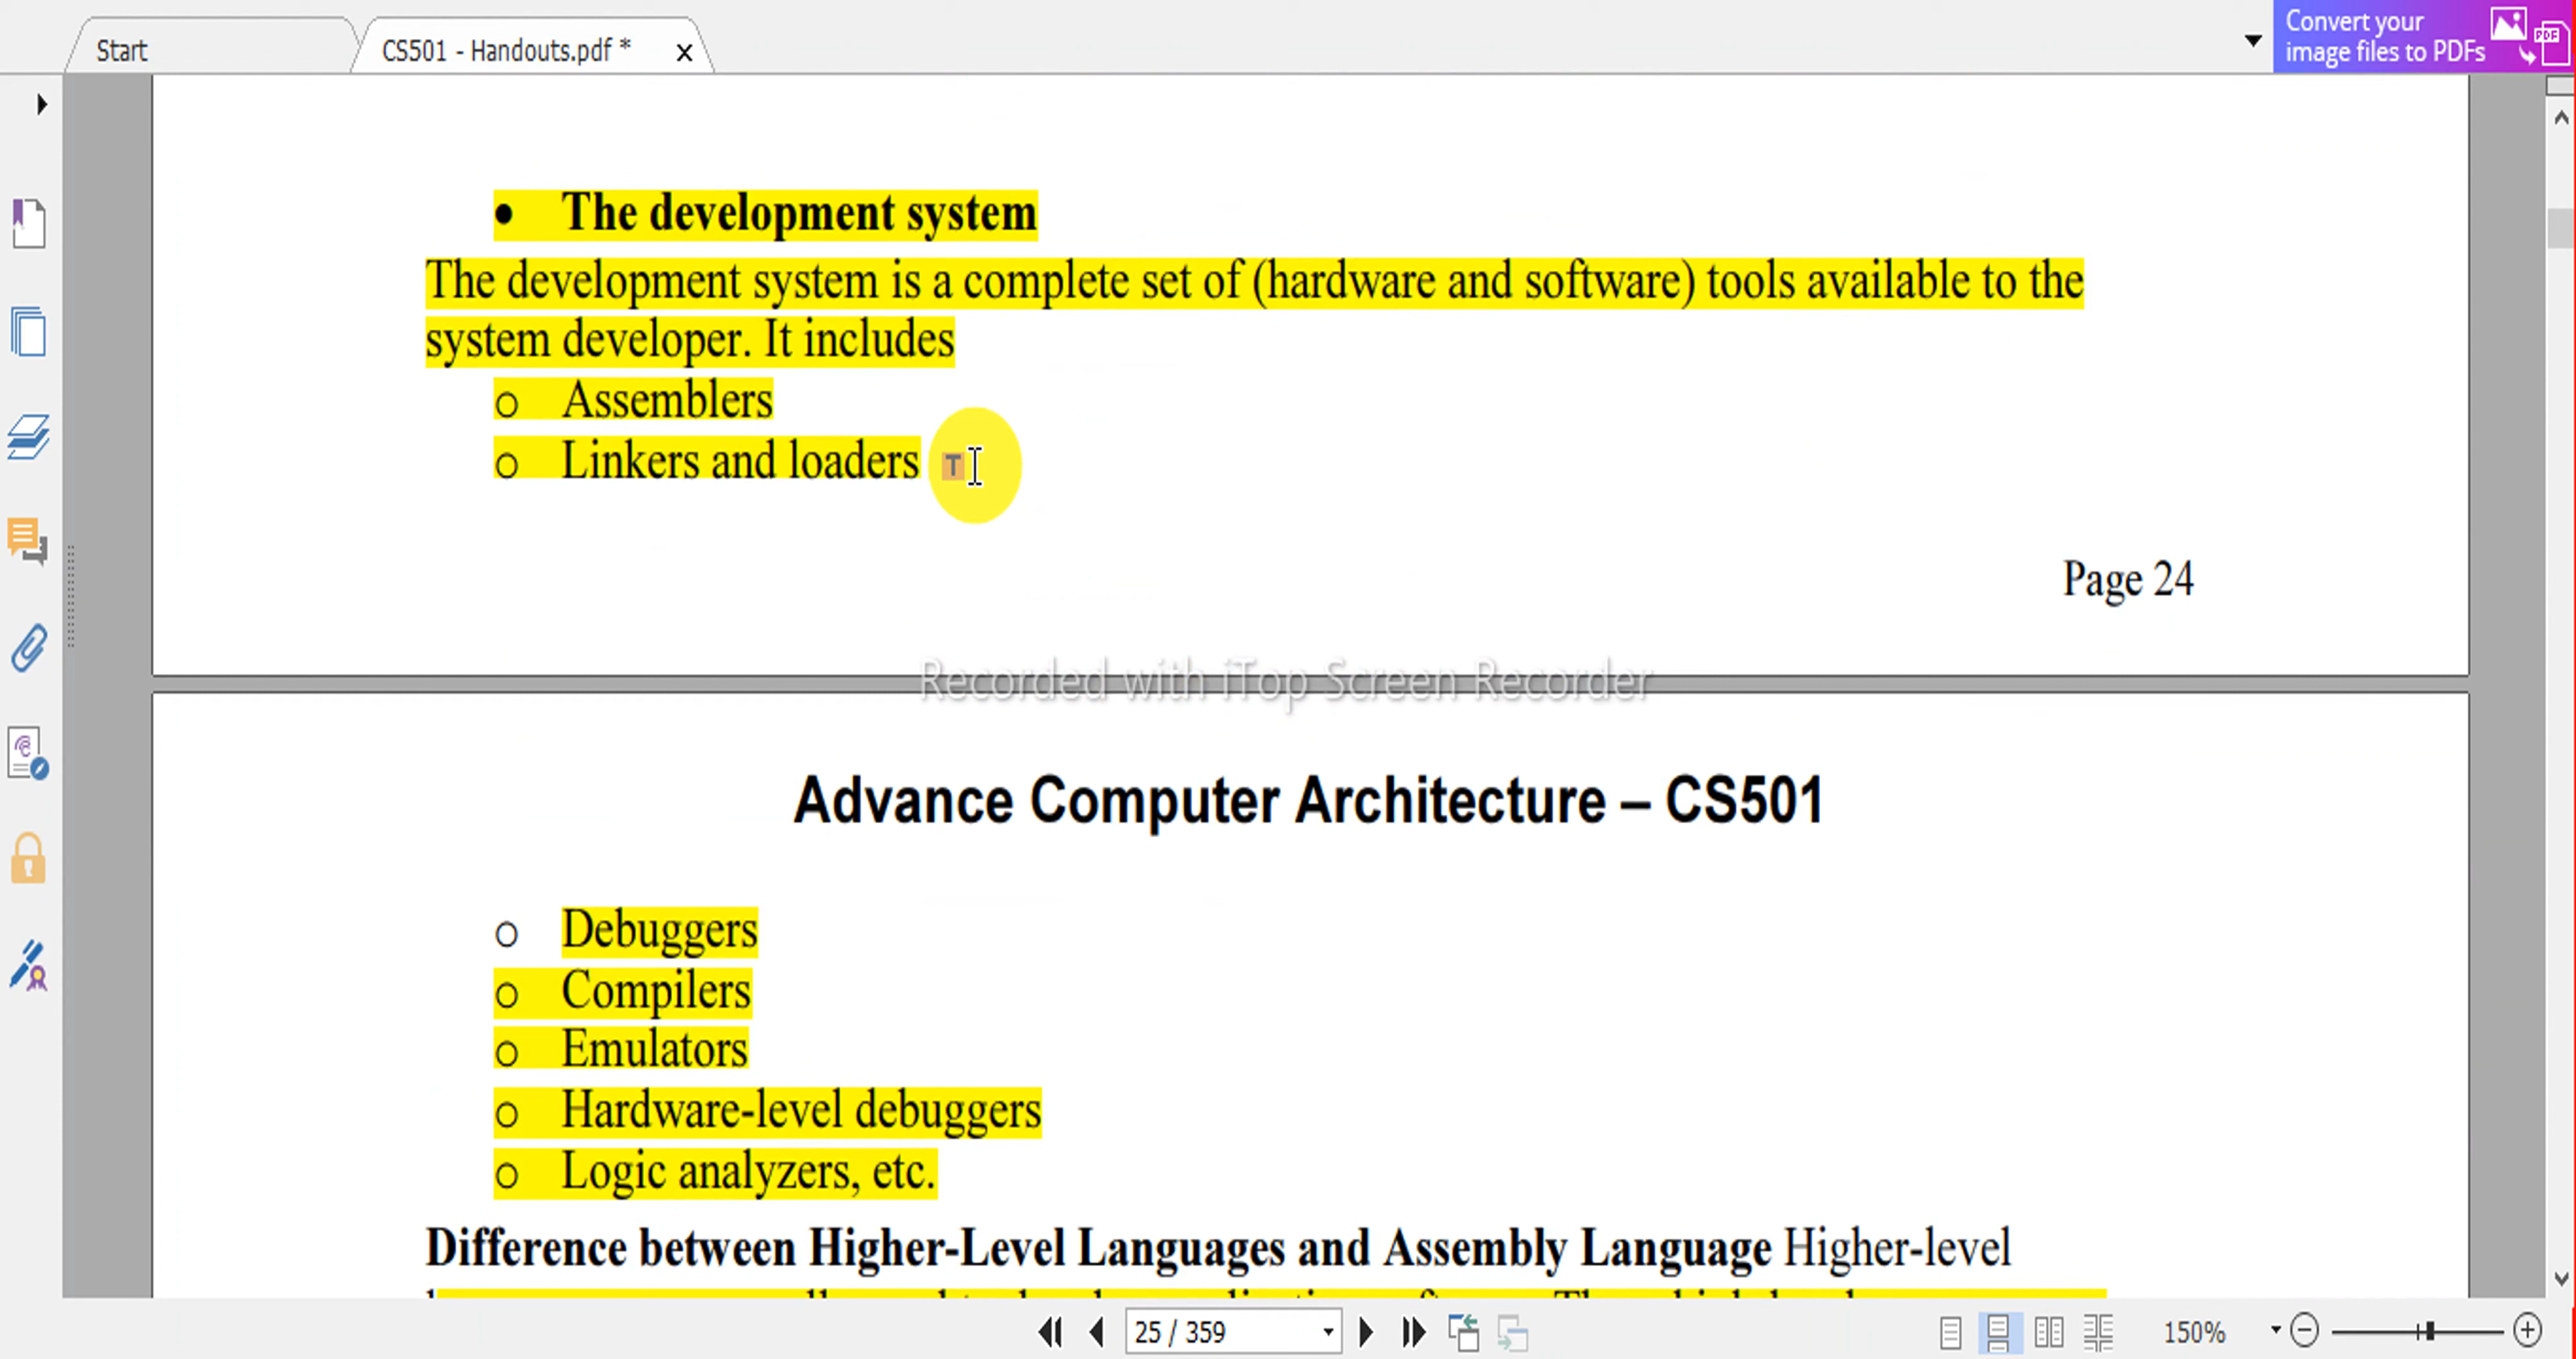 Start
CS501 - Handouts.pdf *
Convert your
image files to PDFs
PDF
• The development system
The development system is a complete set of (hardware and software) tools available to the
system developer. It includes
o Assemblers
o Linkers and loaders
T
Page 24
Recorded with iTop Screen Recorder
Advance Computer Architecture – CS501
o Debuggers
o Compilers
o Emulators
o Hardware-level debuggers
o Logic analyzers, etc.
Difference between Higher-Level Languages and Assembly Language Higher-level
25 / 359
150%